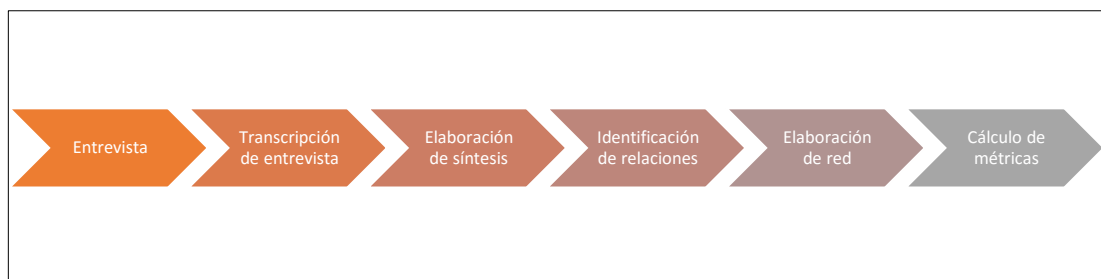 Entrevista
Transcripción
de entrevista
Elaboración
de síntesis
Identificación
de relaciones
Elaboración
de red
Cálculo de
métricas